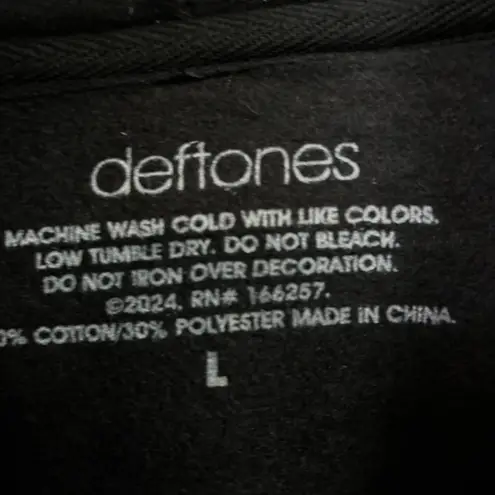 deftones
MACHINE WASH COLD WITH LIKE COLORS.
LOW TUMBLE DRY. DO NOT BLEACH.
DO NOT IRON OVER DECORATION.
©2024. RN# 166257.
0% COTTON/30% POLYESTER MADE IN CHINA.
L